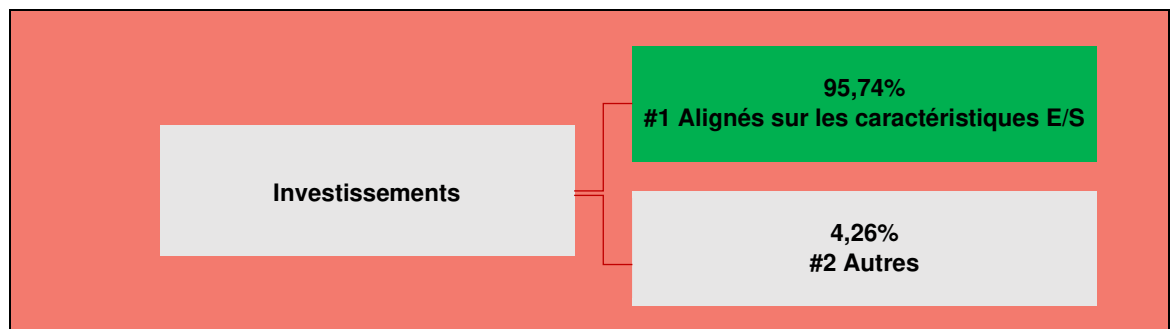 Investissements
95,74%
#1 Alignés sur les caractéristiques E/S
4,26%
#2 Autres